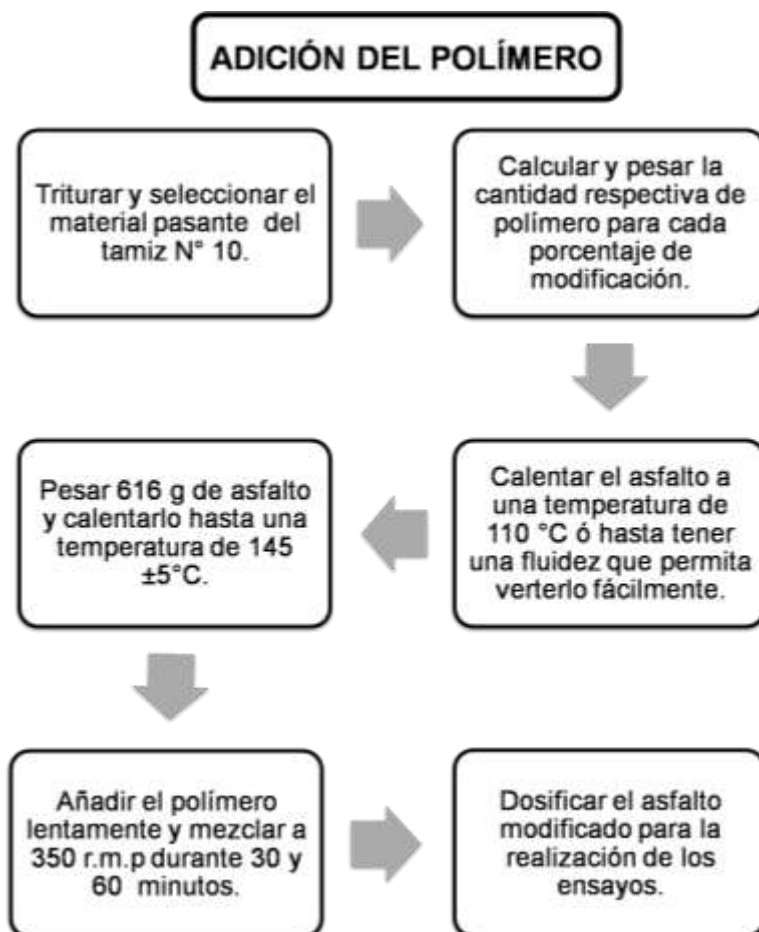 ADICIÓN DEL POLÍMERO
Triturar y seleccionar el
material pasante del
tamiz N° 10.
Calcular y pesar la
cantidad respectiva de
polímero para cada
porcentaje de
modificación.
Calentar el asfalto a
una temperatura de
110 °C ó hasta tener
una fluidez que permita
verterlo fácilmente.
Pesar 616 g de asfalto
y calentarlo hasta una
temperatura de 145
±5°C.
Añadir el polímero
lentamente y mezclar a
350 r.m.p durante 30 y
60 minutos.
Dosificar el asfalto
modificado para la
realización de los
ensayos.